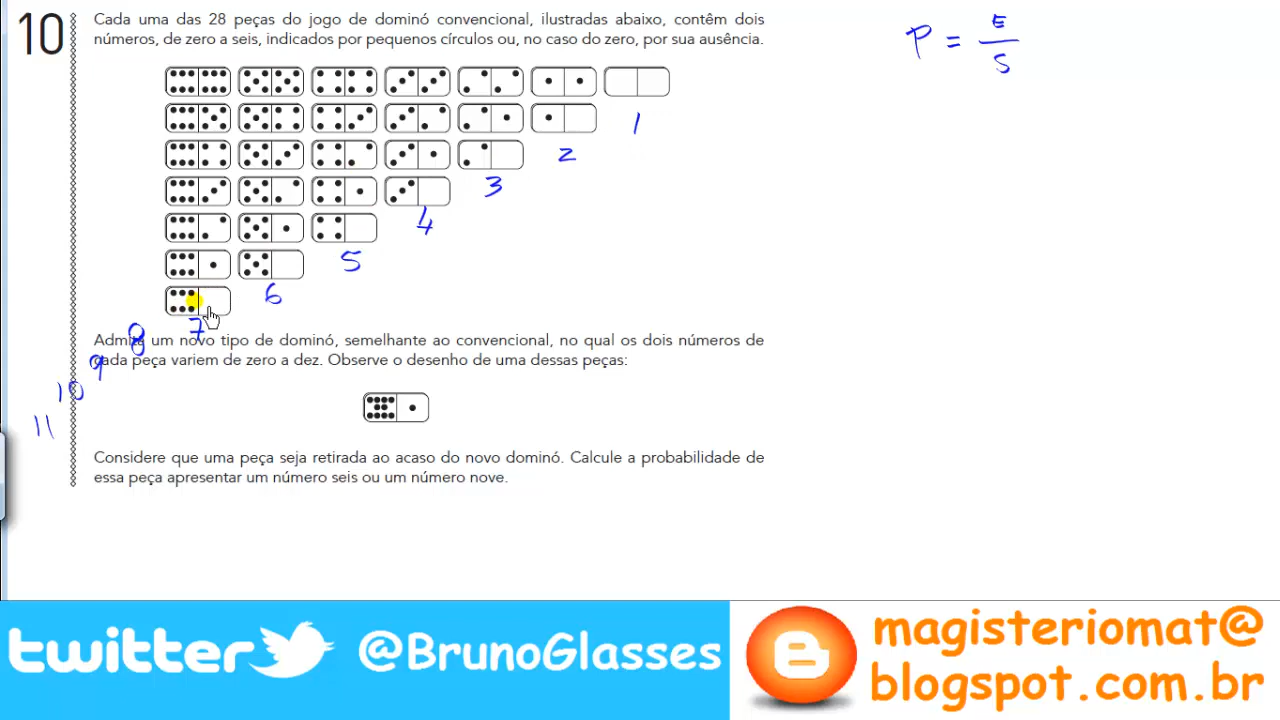 10
Cada uma das 28 peças do jogo de dominó convencional, ilustradas abaixo, contêm dois
números, de zero a seis, indicados por pequenos círculos ou, no caso do zero, por sua ausência.
P = E/S
1
2
3
4
5
6
7
8
9
10
11
Admita um novo tipo de dominó, semelhante ao convencional, no qual os dois números de
cada peça variem de zero a dez. Observe o desenho de uma dessas peças:
Considere que uma peça seja retirada ao acaso do novo dominó. Calcule a probabilidade de
essa peça apresentar um número seis ou um número nove.
twitter @BrunoGlasses
magisteriomat@
blogspot.com.br